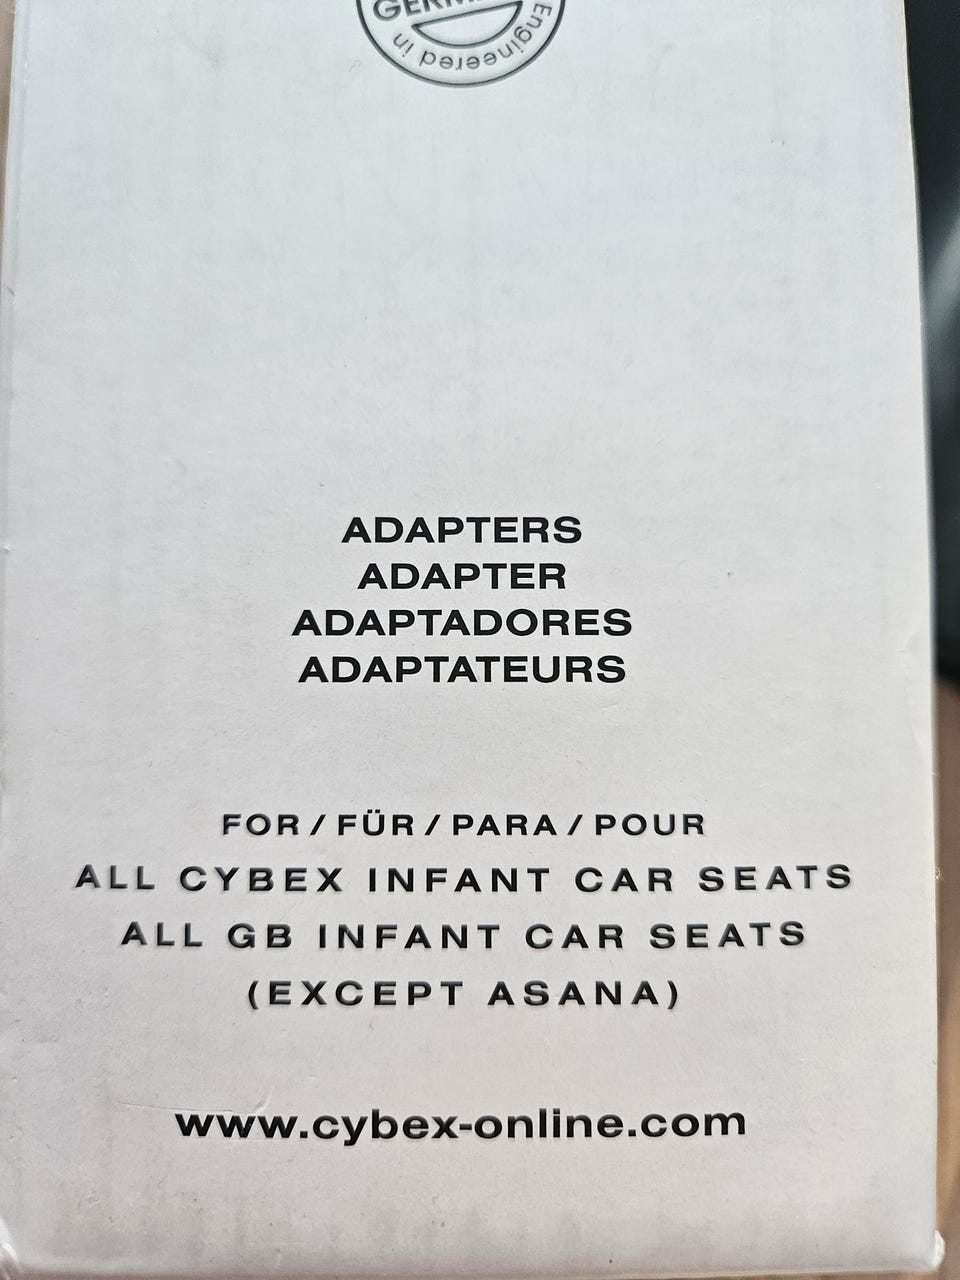 Engineered in
ADAPTERS
ADAPTER
ADAPTADORES
ADAPTATEURS
FOR / FÜR / PARA / POUR
ALL CYBEX INFANT CAR SEATS
ALL GB INFANT CAR SEATS
(EXCEPT ASANA)
www.cybex-online.com